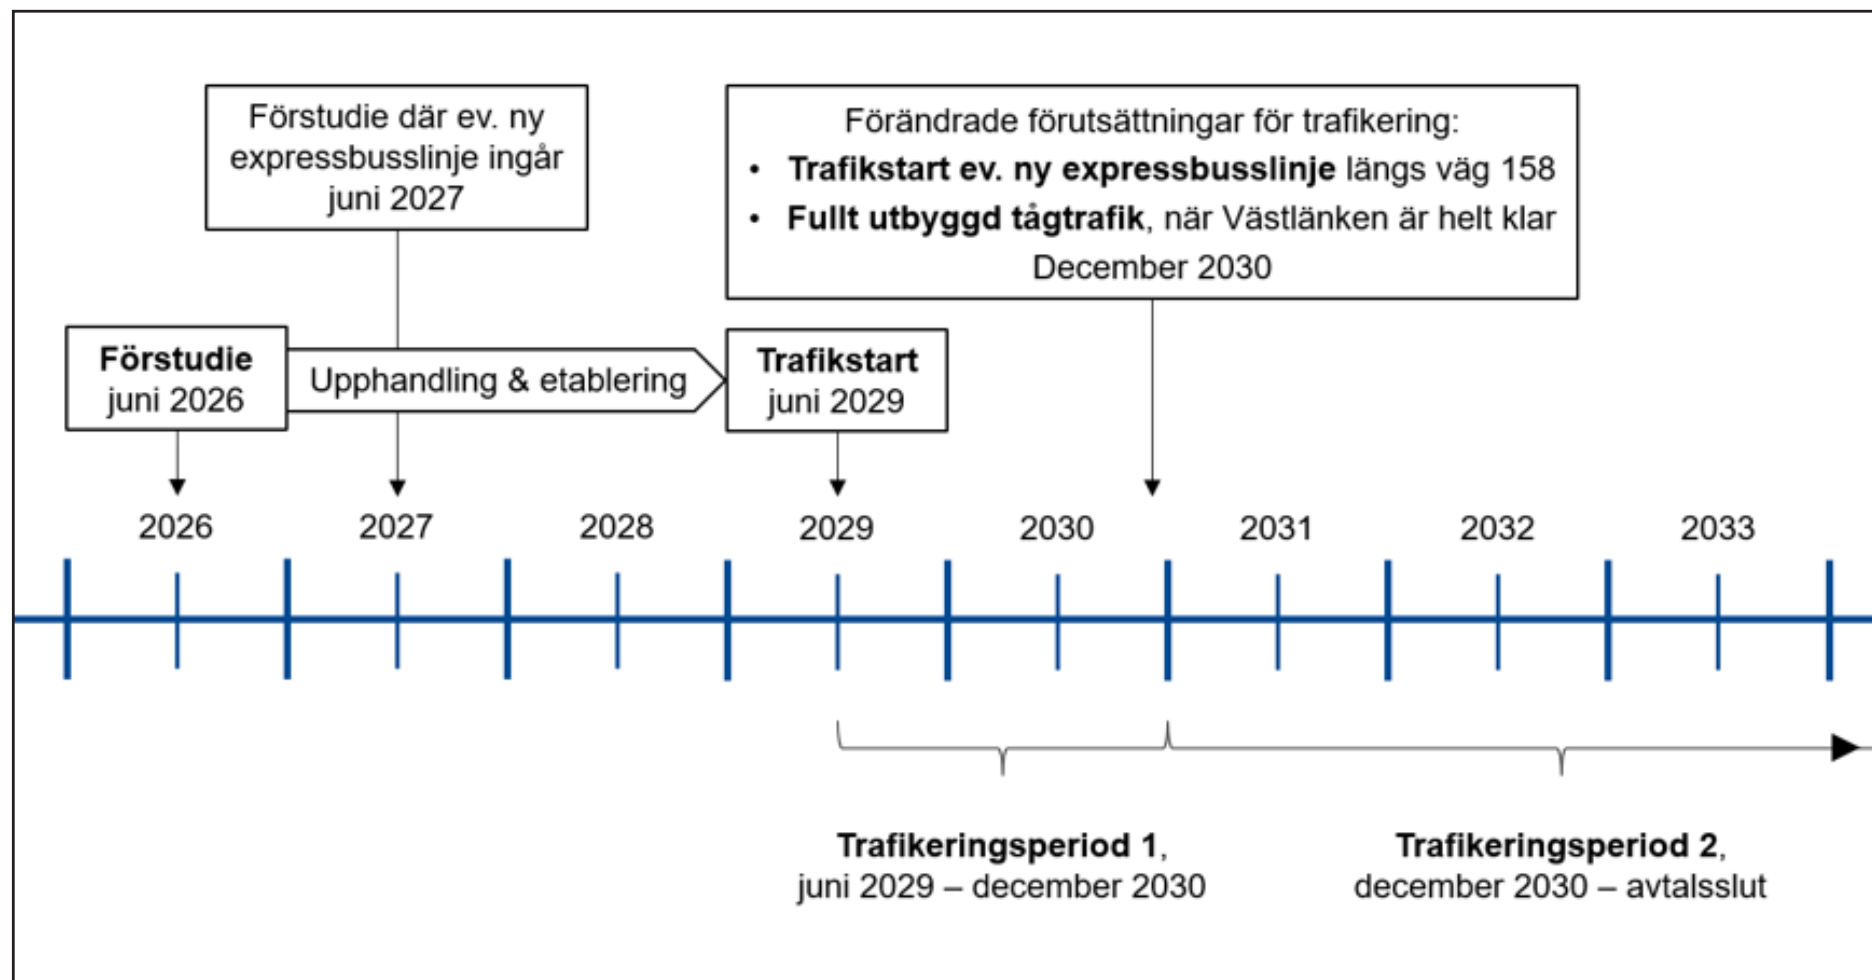 Förstudie där ev. ny
expressbusslinje ingår
juni 2027
Förändrade förutsättningar för trafikering:
• Trafikstart ev. ny expressbusslinje längs väg 158
• Fullt utbyggd tågtrafik, när Västlänken är helt klar
December 2030
Förstudie
juni 2026
Upphandling & etablering
Trafikstart
juni 2029
2026 2027 2028 2029 2030 2031 2032 2033
Trafikeringsperiod 1,
juni 2029 – december 2030
Trafikeringsperiod 2,
december 2030 – avtalsslut